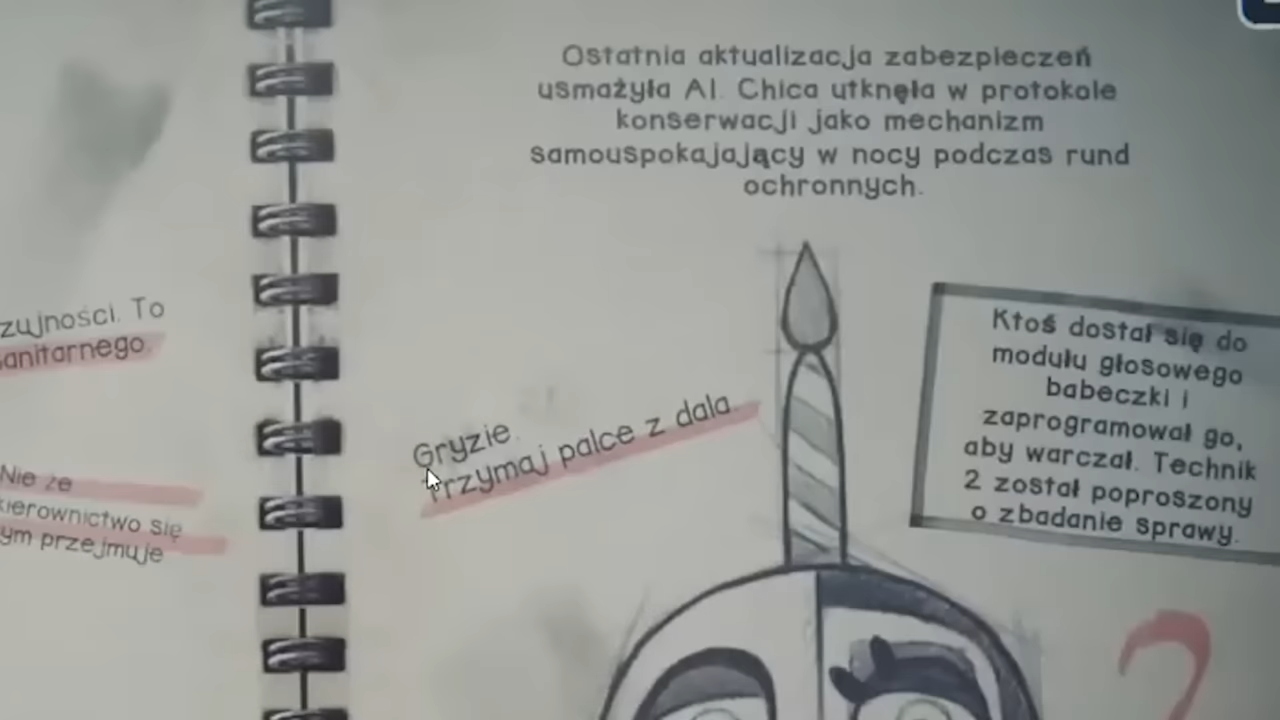 zujności. To
sanitarnego.
Nie że
kierownictwo się
ym przejmuje
Ostatnia aktualizacja zabezpieczeń
usmażyła AI. Chica utknęła w protokole
konserwacji jako mechanizm
samouspokajający w nocy podczas rund
ochronnych.
Gryzie.
Trzymaj palce z dala.
Ktoś dostał się do
modułu głosowego
babeczki i
zaprogramował go,
aby warczał. Technik
2 został poproszony
o zbadanie sprawy.
?